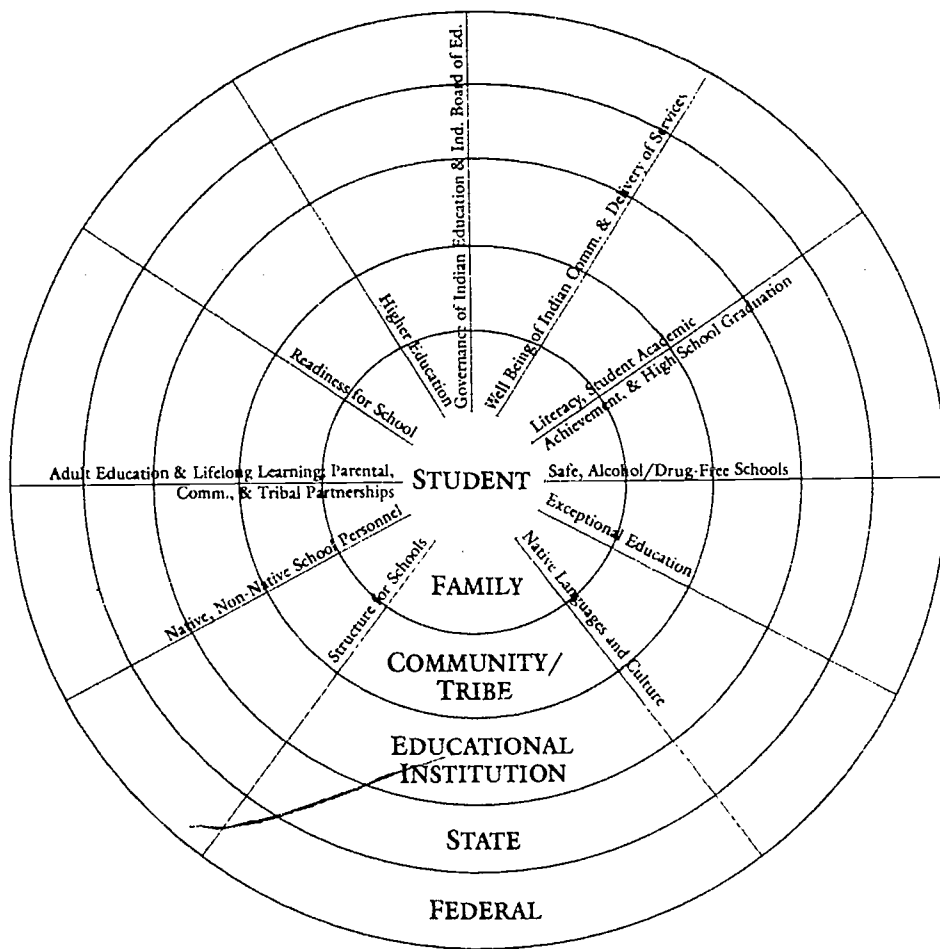 Governance of Indian Education & Ind. Board of Ed.
Well Being of Indian Comm. & Delivery of Services
Higher Education
Readiness for School
Literacy, Student Academic
Achievement, & High School Graduation
Adult Education & Lifelong Learning; Parental,
Comm., & Tribal Partnerships
STUDENT
Safe, Alcohol/Drug-Free Schools
Native, Non-Native School Personnel
Structure for Schools
Exceptional Education
Native Languages and Culture
FAMILY
COMMUNITY/
TRIBE
EDUCATIONAL
INSTITUTION
STATE
FEDERAL